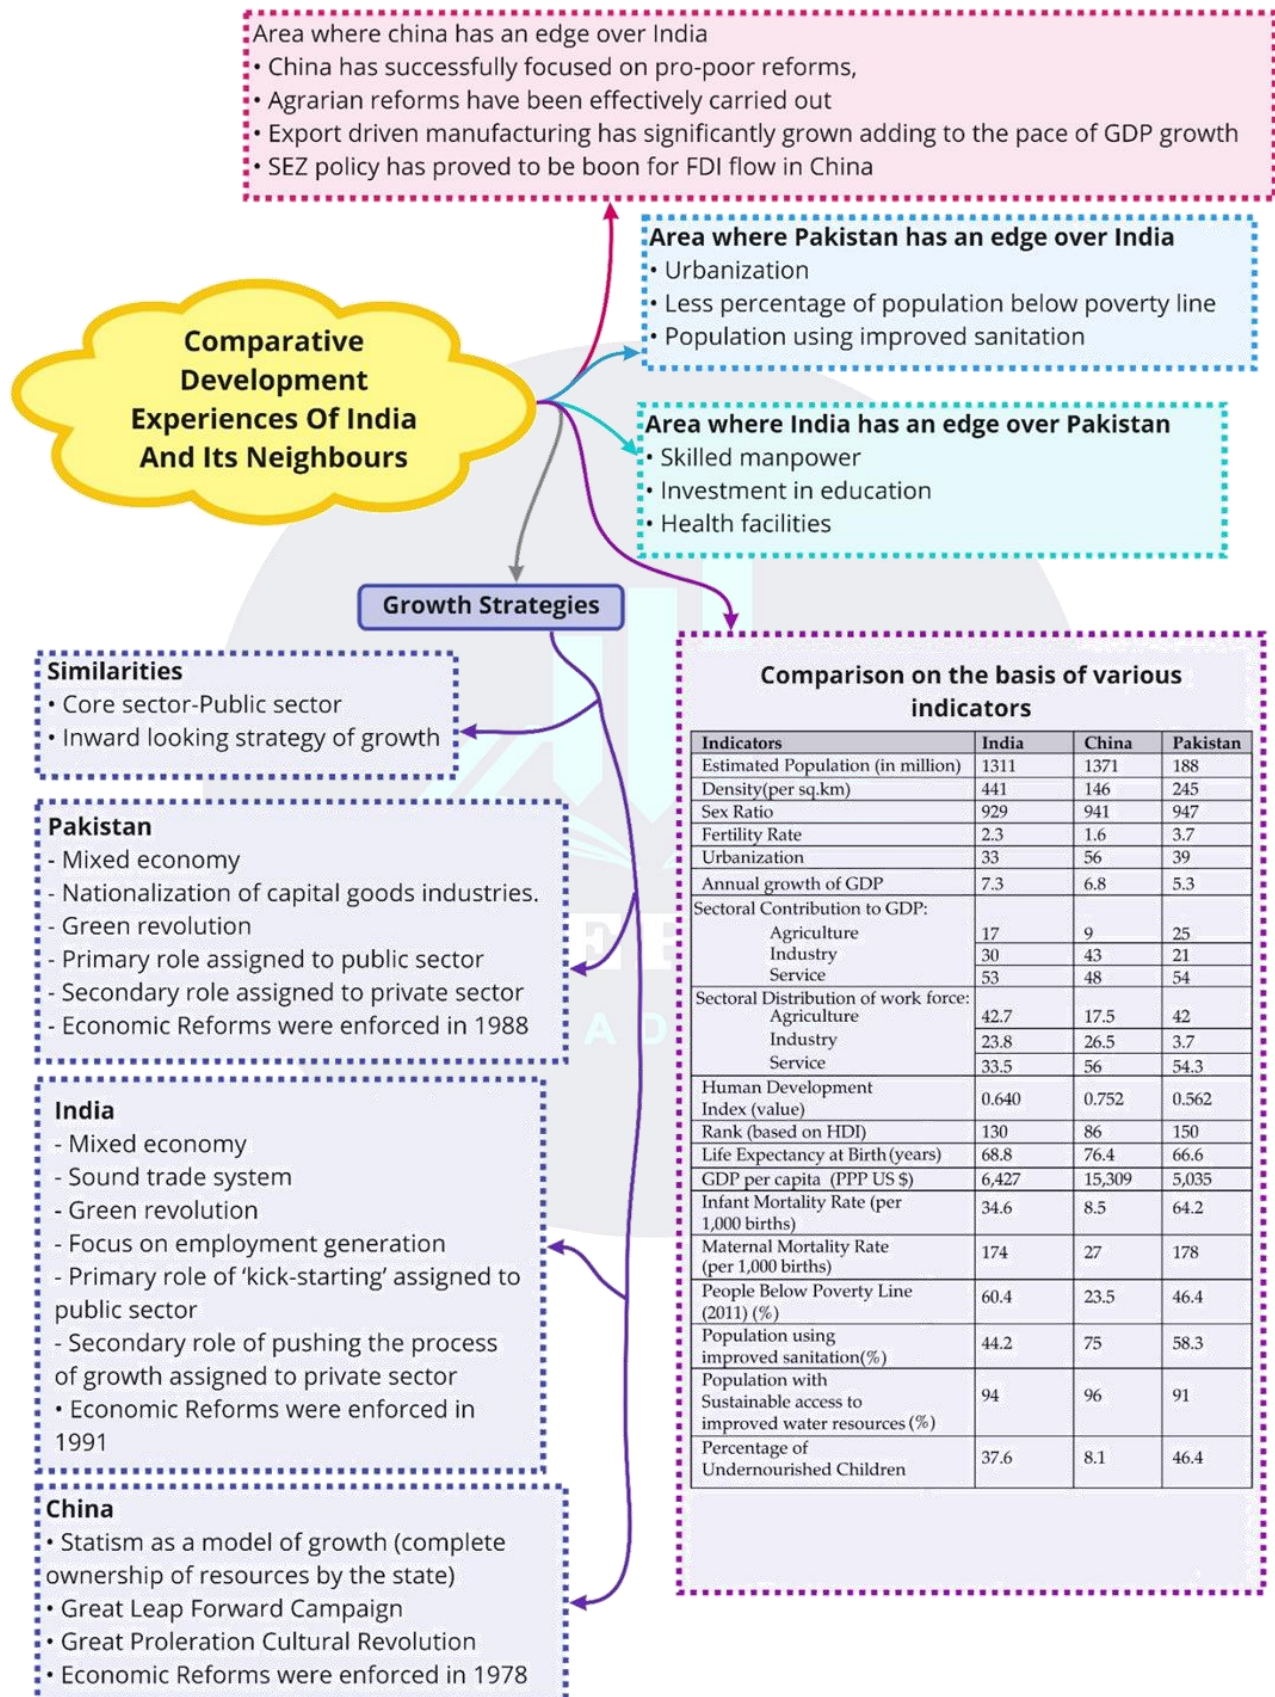 Area where china has an edge over India
• China has successfully focused on pro-poor reforms,
• Agrarian reforms have been effectively carried out
• Export driven manufacturing has significantly grown adding to the pace of GDP growth
• SEZ policy has proved to be boon for FDI flow in China
Area where Pakistan has an edge over India
• Urbanization
• Less percentage of population below poverty line
• Population using improved sanitation
Comparative
Development
Experiences Of India
And Its Neighbours
Area where India has an edge over Pakistan
• Skilled manpower
• Investment in education
• Health facilities
Growth Strategies
Similarities
• Core sector-Public sector
• Inward looking strategy of growth
Pakistan
- Mixed economy
- Nationalization of capital goods industries.
- Green revolution
- Primary role assigned to public sector
- Secondary role assigned to private sector
- Economic Reforms were enforced in 1988
India
- Mixed economy
- Sound trade system
- Green revolution
- Focus on employment generation
- Primary role of ‘kick-starting’ assigned to
public sector
- Secondary role of pushing the process
of growth assigned to private sector
• Economic Reforms were enforced in
1991
China
• Statism as a model of growth (complete
ownership of resources by the state)
• Great Leap Forward Campaign
• Great Proleration Cultural Revolution
• Economic Reforms were enforced in 1978
Comparison on the basis of various
indicators
Indicators India China Pakistan
Estimated Population (in million) 1311 1371 188
Density(per sq.km) 441 146 245
Sex Ratio 929 941 947
Fertility Rate 2.3 1.6 3.7
Urbanization 33 56 39
Annual growth of GDP 7.3 6.8 5.3
Sectoral Contribution to GDP:
Agriculture 17 9 25
Industry 30 43 21
Service 53 48 54
Sectoral Distribution of work force:
Agriculture 42.7 17.5 42
Industry 23.8 26.5 3.7
Service 33.5 56 54.3
Human Development
Index (value) 0.640 0.752 0.562
Rank (based on HDI) 130 86 150
Life Expectancy at Birth (years) 68.8 76.4 66.6
GDP per capita (PPP US $) 6,427 15,309 5,035
Infant Mortality Rate (per
1,000 births) 34.6 8.5 64.2
Maternal Mortality Rate
(per 1,000 births) 174 27 178
People Below Poverty Line
(2011) (%) 60.4 23.5 46.4
Population using
improved sanitation(%) 44.2 75 58.3
Population with
Sustainable access to
improved water resources (%) 94 96 91
Percentage of
Undernourished Children 37.6 8.1 46.4